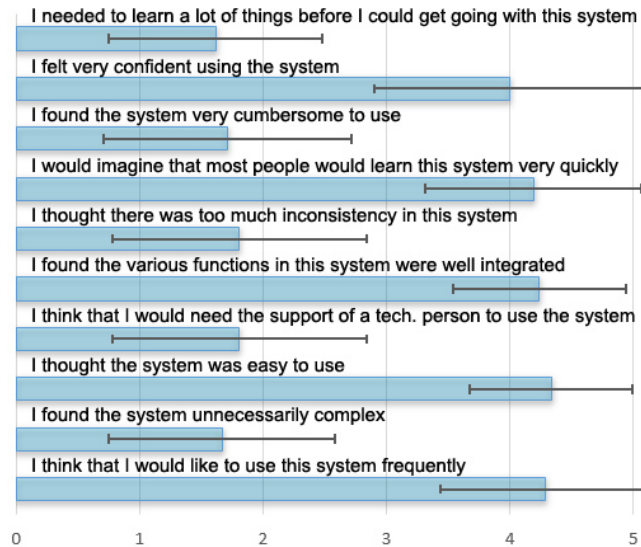 I needed to learn a lot of things before I could get going with this system
I felt very confident using the system
I found the system very cumbersome to use
I would imagine that most people would learn this system very quickly
I thought there was too much inconsistency in this system
I found the various functions in this system were well integrated
I think that I would need the support of a tech. person to use the system
I thought the system was easy to use
I found the system unnecessarily complex
I think that I would like to use this system frequently
0 1 2 3 4 5